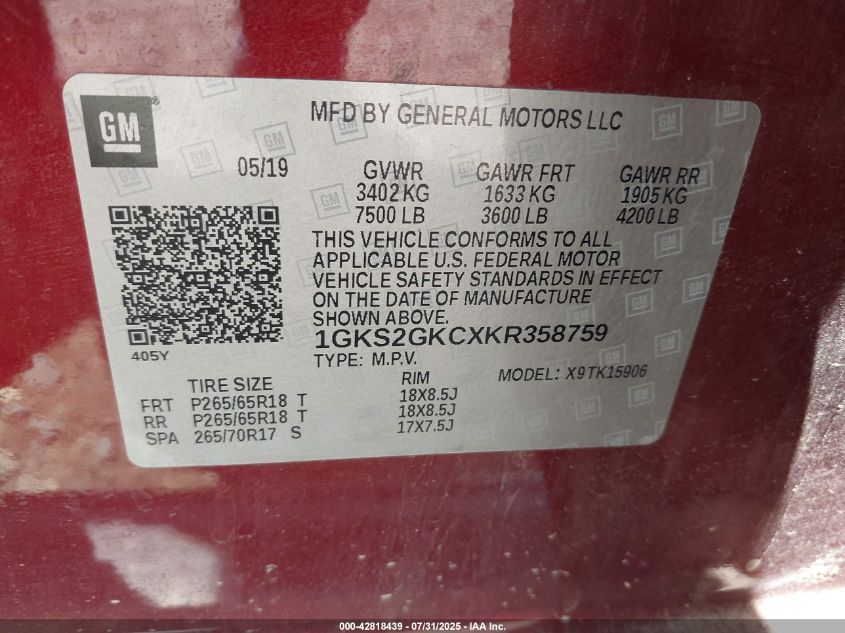 GM
MFD BY GENERAL MOTORS LLC
05/19
GVWR GAWR FRT GAWR RR
3402 KG 1633 KG 1905 KG
7500 LB 3600 LB 4200 LB
THIS VEHICLE CONFORMS TO ALL
APPLICABLE U.S. FEDERAL MOTOR
VEHICLE SAFETY STANDARDS IN EFFECT
ON THE DATE OF MANUFACTURE
SHOWN ABOVE.
1GKS2GKCXKR358759
405Y
TYPE: M.P.V. MODEL: X9TK15906
TIRE SIZE RIM
FRT P265/65R18 T 18X8.5J
RR P265/65R18 T 18X8.5J
SPA 265/70R17 S 17X7.5J
000-42818439 - 07/31/2025 - IAA Inc.